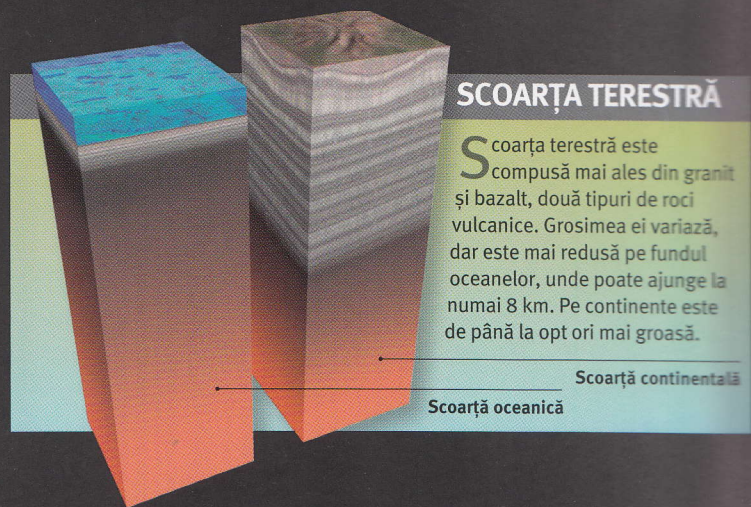 SCOARȚA TERESTRĂ
Scoarța terestră este
compusă mai ales din granit
și bazalt, două tipuri de roci
vulcanice. Grosimea ei variază,
dar este mai redusă pe fundul
oceanelor, unde poate ajunge la
numai 8 km. Pe continente este
de până la opt ori mai groasă.
Scoarță continentală
Scoarță oceanică